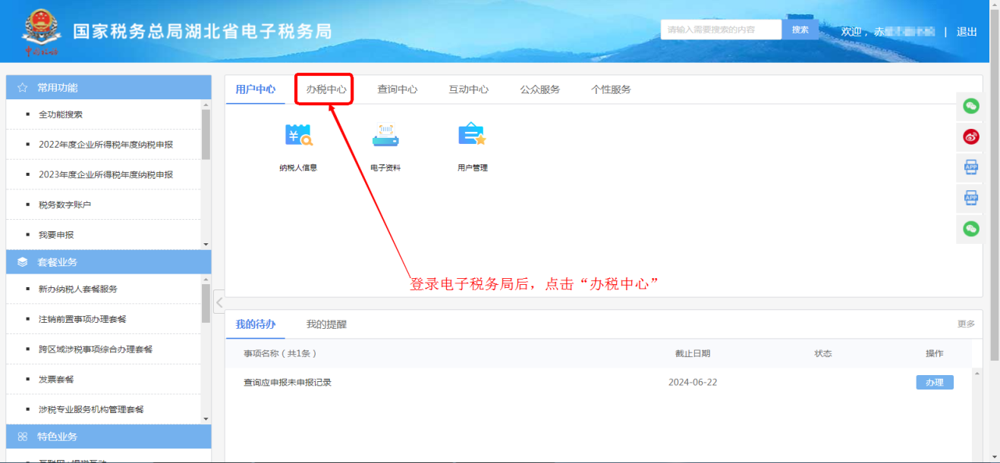 国家税务总局湖北省电子税务局
请输入需要搜索的内容
搜索
欢迎，赤
|
退出
常用功能
全功能搜索
2022年度企业所得税年度纳税申报
2023年度企业所得税年度纳税申报
税务数字账户
我要申报
套餐业务
新办纳税人套餐服务
注销前置事项办理套餐
跨区域涉税事项综合办理套餐
发票套餐
涉税专业服务机构管理套餐
特色业务
用户中心
办税中心
查询中心
互动中心
公众服务
个性服务
纳税人信息
电子资料
用户管理
登录电子税务局后，点击“办税中心”
APP
APP
我的待办
我的提醒
更多
事项名称（共1条）
截止日期
状态
操作
查询应申报未申报记录
2024-06-22
办理